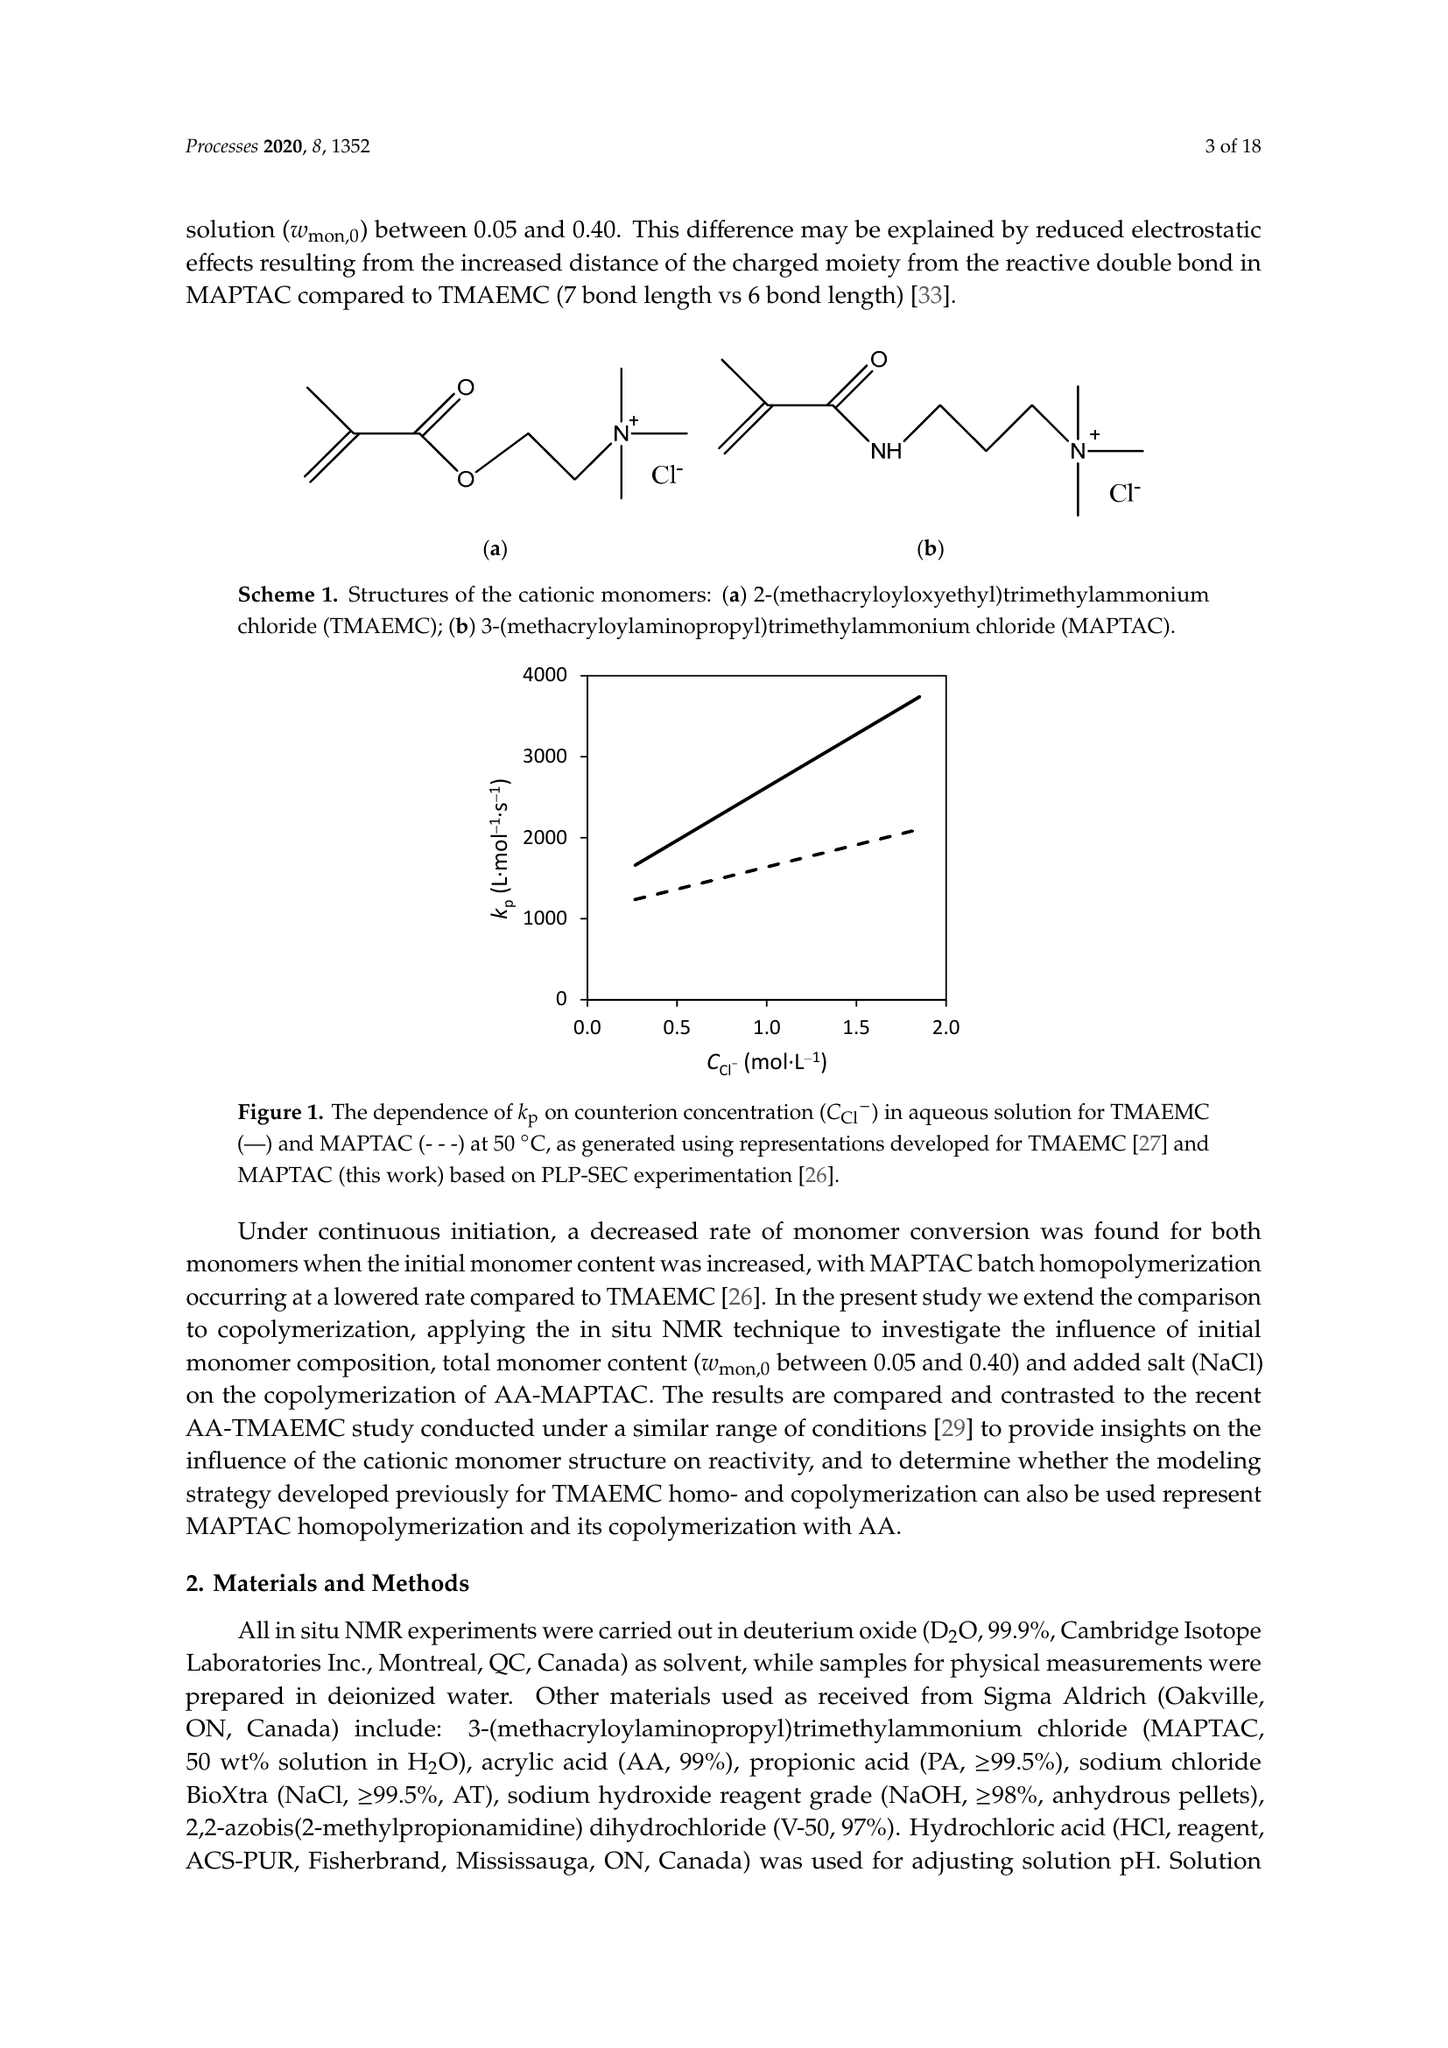 Processes 2020, 8, 1352
3 of 18
solution (wmon,0) between 0.05 and 0.40. This difference may be explained by reduced electrostatic
effects resulting from the increased distance of the charged moiety from the reactive double bond in
MAPTAC compared to TMAEMC (7 bond length vs 6 bond length) [33].
O
O
N+
Cl-
O
NH
N+
Cl-
(a)
(b)
Scheme 1. Structures of the cationic monomers: (a) 2-(methacryloyloxyethyl)trimethylammonium
chloride (TMAEMC); (b) 3-(methacryloylaminopropyl)trimethylammonium chloride (MAPTAC).
4000
3000
2000
1000
0
kp (L·mol−1·s−1)
0.0 0.5 1.0 1.5 2.0
CCl− (mol·L−1)
Figure 1. The dependence of kp on counterion concentration (CCl−) in aqueous solution for TMAEMC
(—) and MAPTAC (- - -) at 50 °C, as generated using representations developed for TMAEMC [27] and
MAPTAC (this work) based on PLP-SEC experimentation [26].
Under continuous initiation, a decreased rate of monomer conversion was found for both
monomers when the initial monomer content was increased, with MAPTAC batch homopolymerization
occurring at a lowered rate compared to TMAEMC [26]. In the present study we extend the comparison
to copolymerization, applying the in situ NMR technique to investigate the influence of initial
monomer composition, total monomer content (wmon,0 between 0.05 and 0.40) and added salt (NaCl)
on the copolymerization of AA-MAPTAC. The results are compared and contrasted to the recent
AA-TMAEMC study conducted under a similar range of conditions [29] to provide insights on the
influence of the cationic monomer structure on reactivity, and to determine whether the modeling
strategy developed previously for TMAEMC homo- and copolymerization can also be used represent
MAPTAC homopolymerization and its copolymerization with AA.
2. Materials and Methods
All in situ NMR experiments were carried out in deuterium oxide (D2O, 99.9%, Cambridge Isotope
Laboratories Inc., Montreal, QC, Canada) as solvent, while samples for physical measurements were
prepared in deionized water. Other materials used as received from Sigma Aldrich (Oakville,
ON, Canada) include: 3-(methacryloylaminopropyl)trimethylammonium chloride (MAPTAC,
50 wt% solution in H2O), acrylic acid (AA, 99%), propionic acid (PA, ≥99.5%), sodium chloride
BioXtra (NaCl, ≥99.5%, AT), sodium hydroxide reagent grade (NaOH, ≥98%, anhydrous pellets),
2,2-azobis(2-methylpropionamidine) dihydrochloride (V-50, 97%). Hydrochloric acid (HCl, reagent,
ACS-PUR, Fisherbrand, Mississauga, ON, Canada) was used for adjusting solution pH. Solution